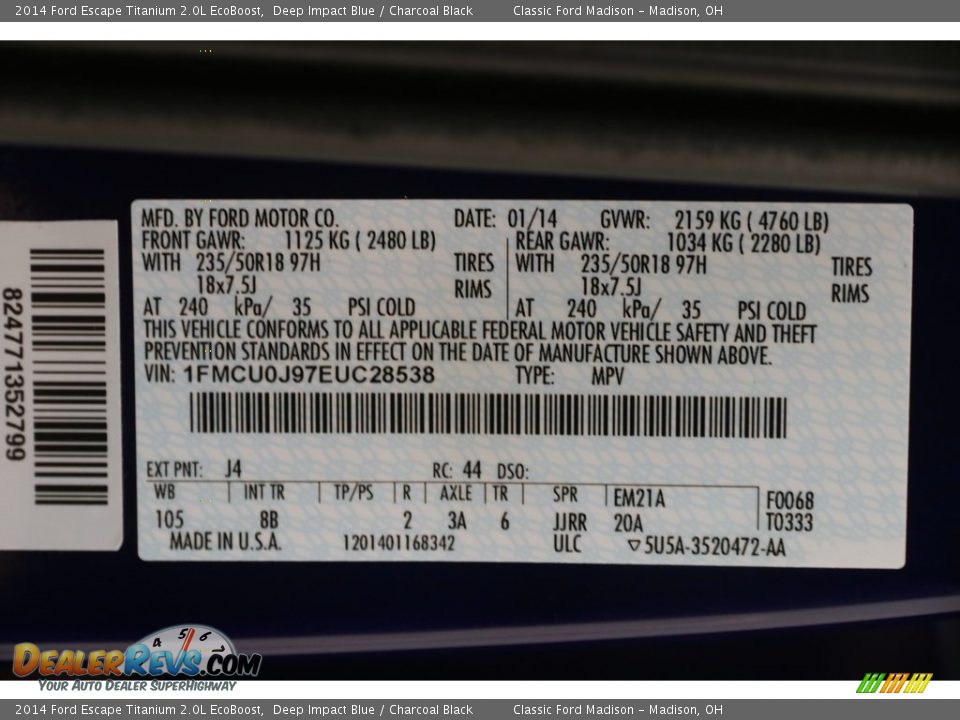 2014 Ford Escape Titanium 2.0L EcoBoost, Deep Impact Blue / Charcoal Black Classic Ford Madison – Madison, OH
824771352799
MFD. BY FORD MOTOR CO. DATE: 01/14 GVWR: 2159 KG ( 4760 LB)
FRONT GAWR: 1125 KG ( 2480 LB) REAR GAWR: 1034 KG ( 2280 LB)
WITH 235/50R18 97H TIRES WITH 235/50R18 97H TIRES
18x7.5J RIMS 18x7.5J RIMS
AT 240 kPa/ 35 PSI COLD AT 240 kPa/ 35 PSI COLD
THIS VEHICLE CONFORMS TO ALL APPLICABLE FEDERAL MOTOR VEHICLE SAFETY AND THEFT
PREVENTION STANDARDS IN EFFECT ON THE DATE OF MANUFACTURE SHOWN ABOVE.
VIN: 1FMCU0J97EUC28538 TYPE: MPV
EXT PNT: J4 RC: 44 DSO:
WB INT TR TP/PS R AXLE TR SPR EM21A F0068
105 8B 2 3A 6 JJRR 20A T0333
MADE IN U.S.A. 1201401168342 ULC ▽5U5A-3520472-AA
4 5 6
DEALERREVS.COM
YOUR AUTO DEALER SUPERHIGHWAY
2014 Ford Escape Titanium 2.0L EcoBoost, Deep Impact Blue / Charcoal Black Classic Ford Madison – Madison, OH